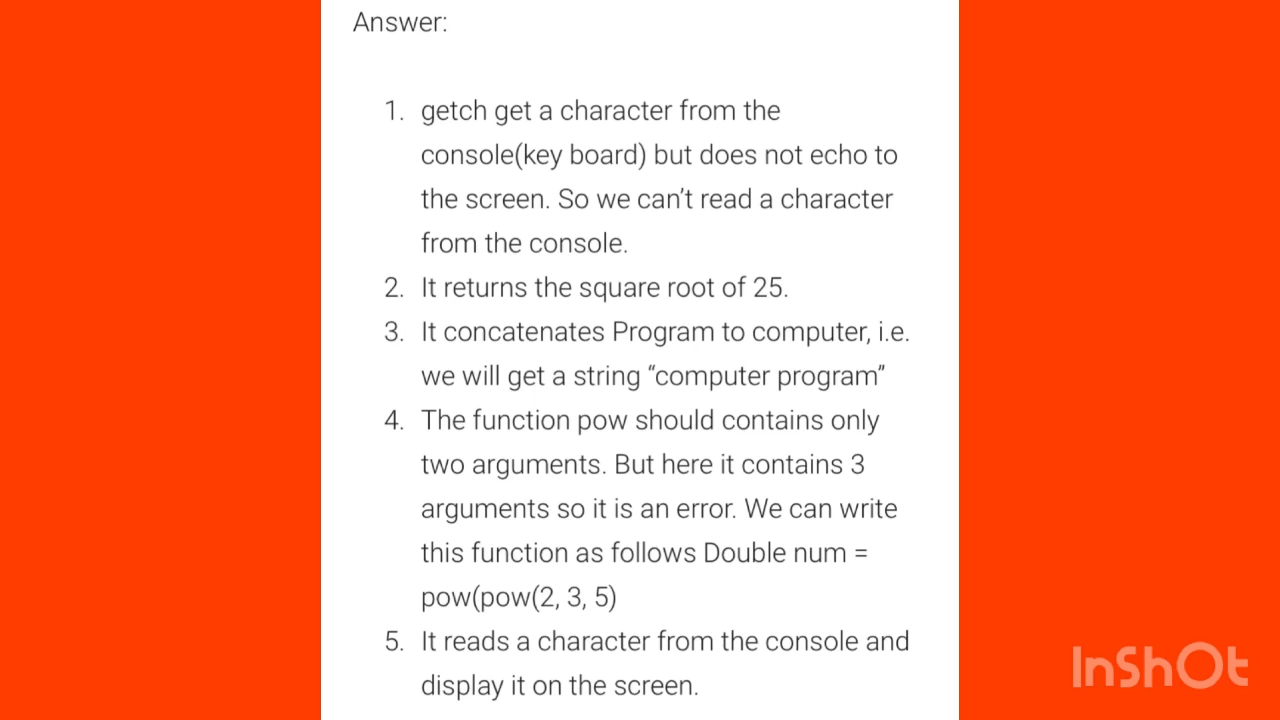 Answer:
1. getch get a character from the
console(key board) but does not echo to
the screen. So we can't read a character
from the console.
2. It returns the square root of 25.
3. It concatenates Program to computer, i.e.
we will get a string “computer program”
4. The function pow should contains only
two arguments. But here it contains 3
arguments so it is an error. We can write
this function as follows Double num =
pow(pow(2, 3, 5)
5. It reads a character from the console and
display it on the screen.
InShOt